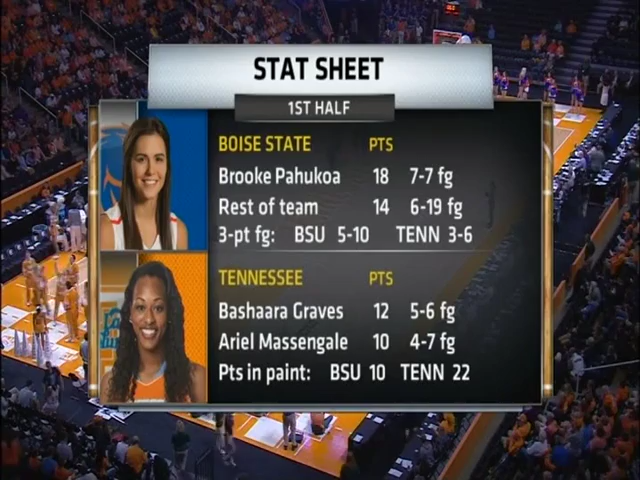 STAT SHEET
1ST HALF
BOISE STATE PTS
Brooke Pahukoa 18 7-7 fg
Rest of team 14 6-19 fg
3-pt fg: BSU 5-10 TENN 3-6
TENNESSEE PTS
Bashaara Graves 12 5-6 fg
Ariel Massengale 10 4-7 fg
Pts in paint: BSU 10 TENN 22